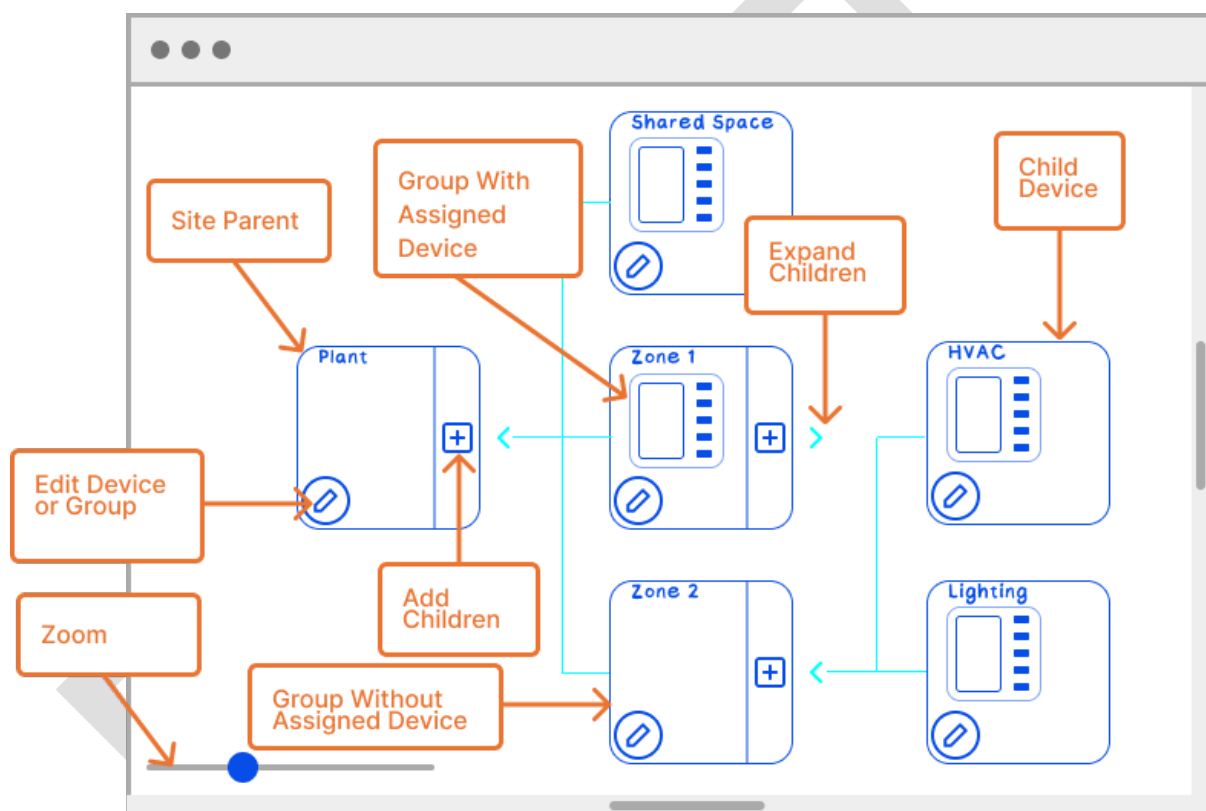 Shared Space
Group With
Assigned
Device
Child
Device
Site Parent
Expand
Children
Plant
Zone 1
HVAC
Edit Device
or Group
Add
Children
Zone 2
Lighting
Zoom
Group Without
Assigned Device